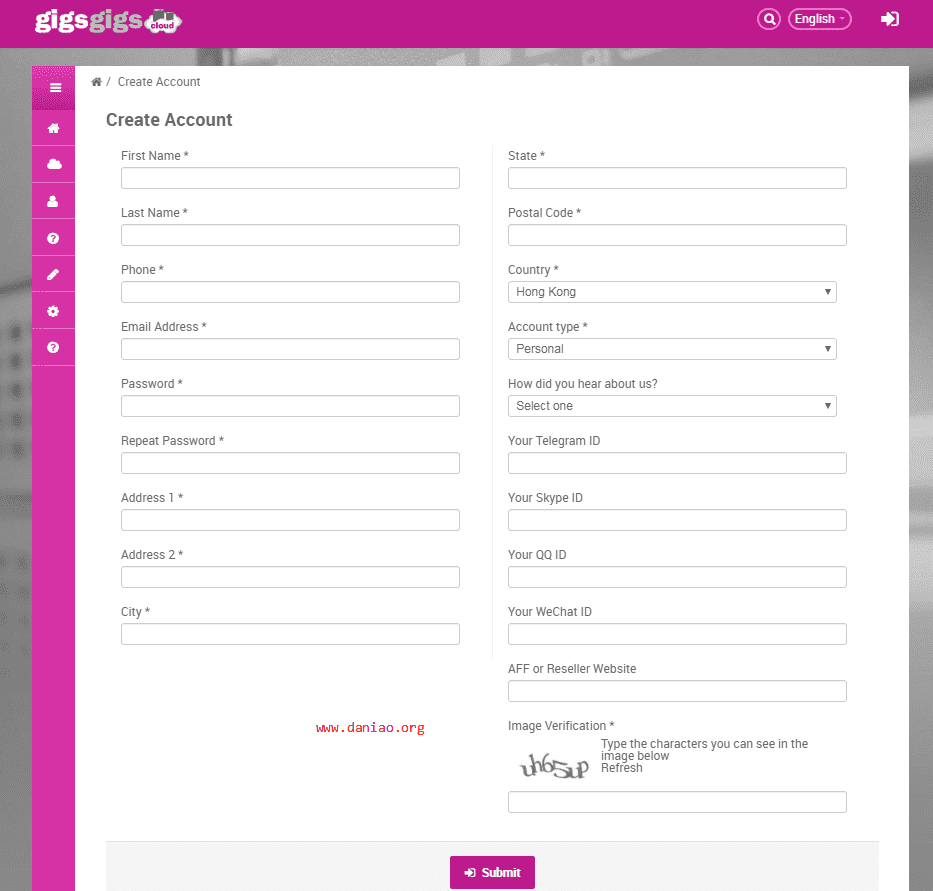 gigsgigs cloud
English
/ Create Account
Create Account
First Name *
Last Name *
Phone *
Email Address *
Password *
Repeat Password *
Address 1 *
Address 2 *
City *
State *
Postal Code *
Country *
Hong Kong
Account type *
Personal
How did you hear about us?
Select one
Your Telegram ID
Your Skype ID
Your QQ ID
Your WeChat ID
AFF or Reseller Website
Image Verification *
Type the characters you can see in the
image below
Refresh
uh65up
www.daniao.org
Submit